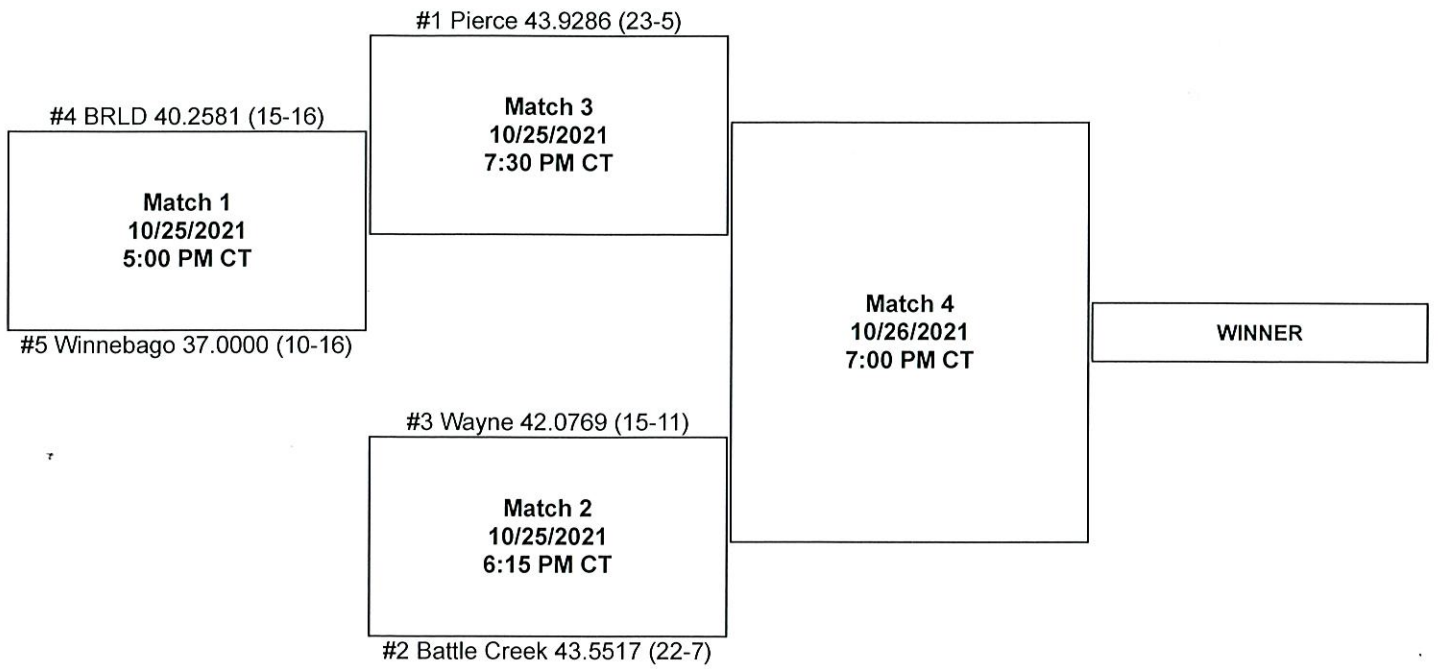 #1 Pierce 43.9286 (23-5)
#4 BRLD 40.2581 (15-16)
Match 3
10/25/2021
7:30 PM CT
Match 1
10/25/2021
5:00 PM CT
#5 Winnebago 37.0000 (10-16)
Match 4
10/26/2021
7:00 PM CT
WINNER
#3 Wayne 42.0769 (15-11)
Match 2
10/25/2021
6:15 PM CT
#2 Battle Creek 43.5517 (22-7)